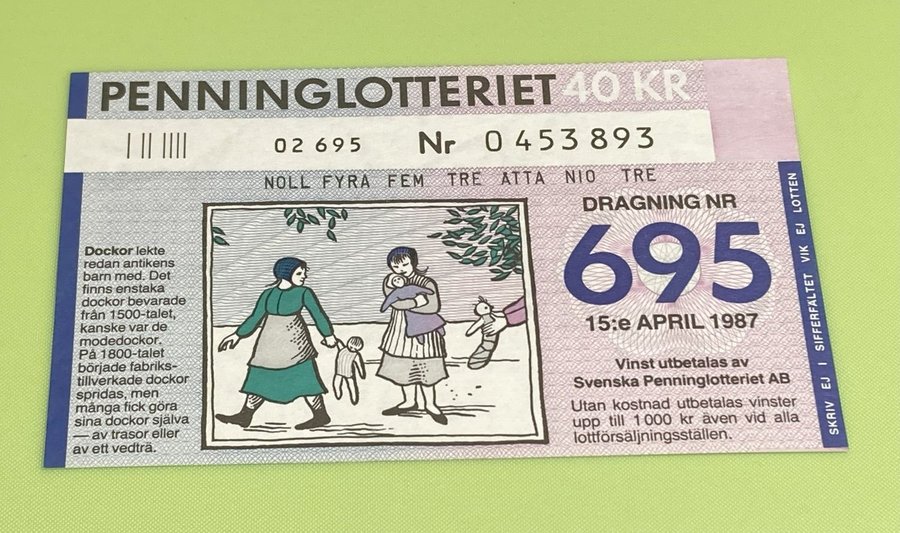 PENNINGLOTTERIET 40 KR
02 695 Nr 0 453 893
NOLL FYRA FEM TRE ÅTTA NIO TRE
Dockor lekte
redan antikens
barn med. Det
finns enstaka
dockor bevarade
från 1500-talet,
kanske var de
modedockor.
På 1800-talet
började fabriks-
tillverkade dockor
spridas, men
många fick göra
sina dockor själva
— av trasor eller
av ett vedträ.
DRAGNING NR
695
15:e APRIL 1987
Vinst utbetalas av
Svenska Penninglotteriet AB
Utan kostnad utbetalas vinster
upp till 1 000 kr även vid alla
lottförsäljningsställen.
SKRIV EJ I SIFFERFÄLTET VIK EJ LOTTEN